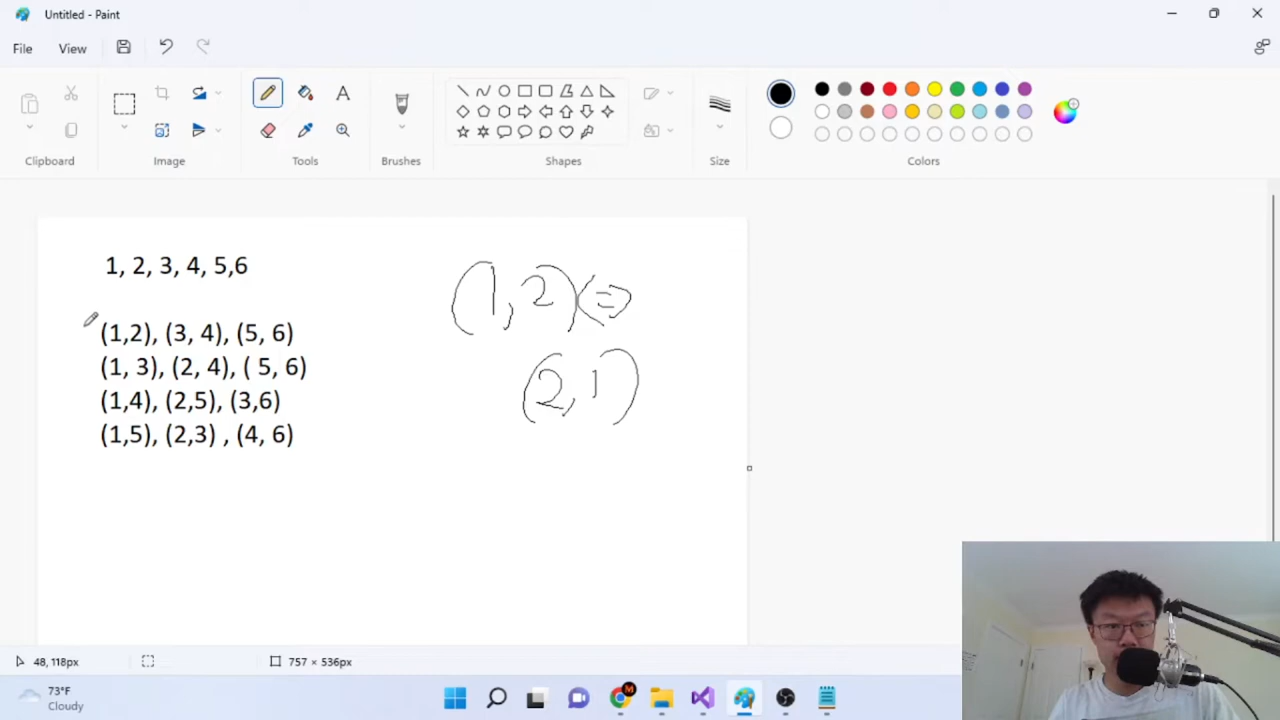 Untitled - Paint
File View
Clipboard Image Tools Brushes Shapes Size Colors
1, 2, 3, 4, 5,6
(1,2), (3, 4), (5, 6)
(1, 3), (2, 4), ( 5, 6)
(1,4), (2,5), (3,6)
(1,5), (2,3) , (4, 6)
(1,2)<=>
(2,1)
48, 118px 757 × 536px
73°F
Cloudy
M